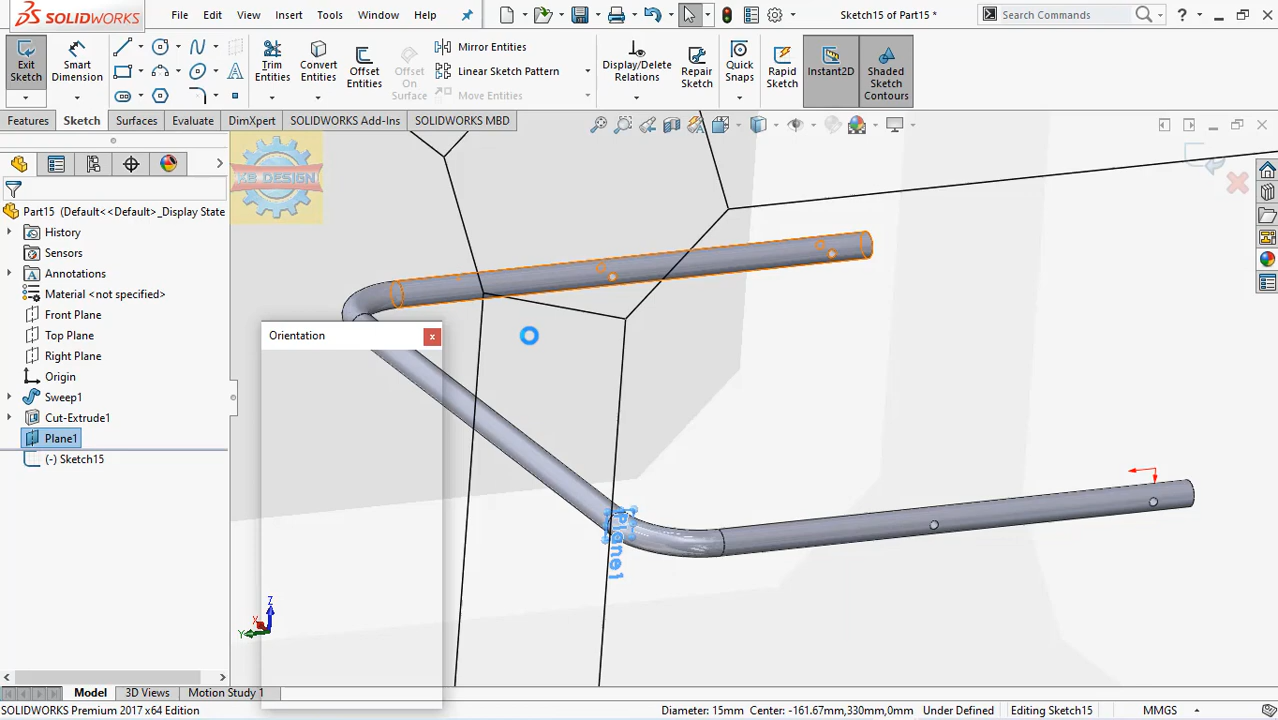 SOLIDWORKS
File
Edit
View
Insert
Tools
Window
Help
Sketch15 of Part15 *
Search Commands
Exit Sketch
Smart Dimension
Trim Entities
Convert Entities
Offset Entities
Offset On Surface
Mirror Entities
Linear Sketch Pattern
Move Entities
Display/Delete Relations
Repair Sketch
Quick Snaps
Rapid Sketch
Instant2D
Shaded Sketch Contours
Features
Sketch
Surfaces
Evaluate
DimXpert
SOLIDWORKS Add-Ins
SOLIDWORKS MBD
KB DESIGN
Part15 (Default<<Default>_Display State
History
Sensors
Annotations
Material <not specified>
Front Plane
Top Plane
Right Plane
Origin
Sweep1
Cut-Extrude1
Plane1
(-) Sketch15
Orientation
x
Plane1
Z
X
Y
Model
3D Views
Motion Study 1
SOLIDWORKS Premium 2017 x64 Edition
Diameter: 15mm
Center: -161.67mm,330mm,0mm
Under Defined
Editing Sketch15
MMGS